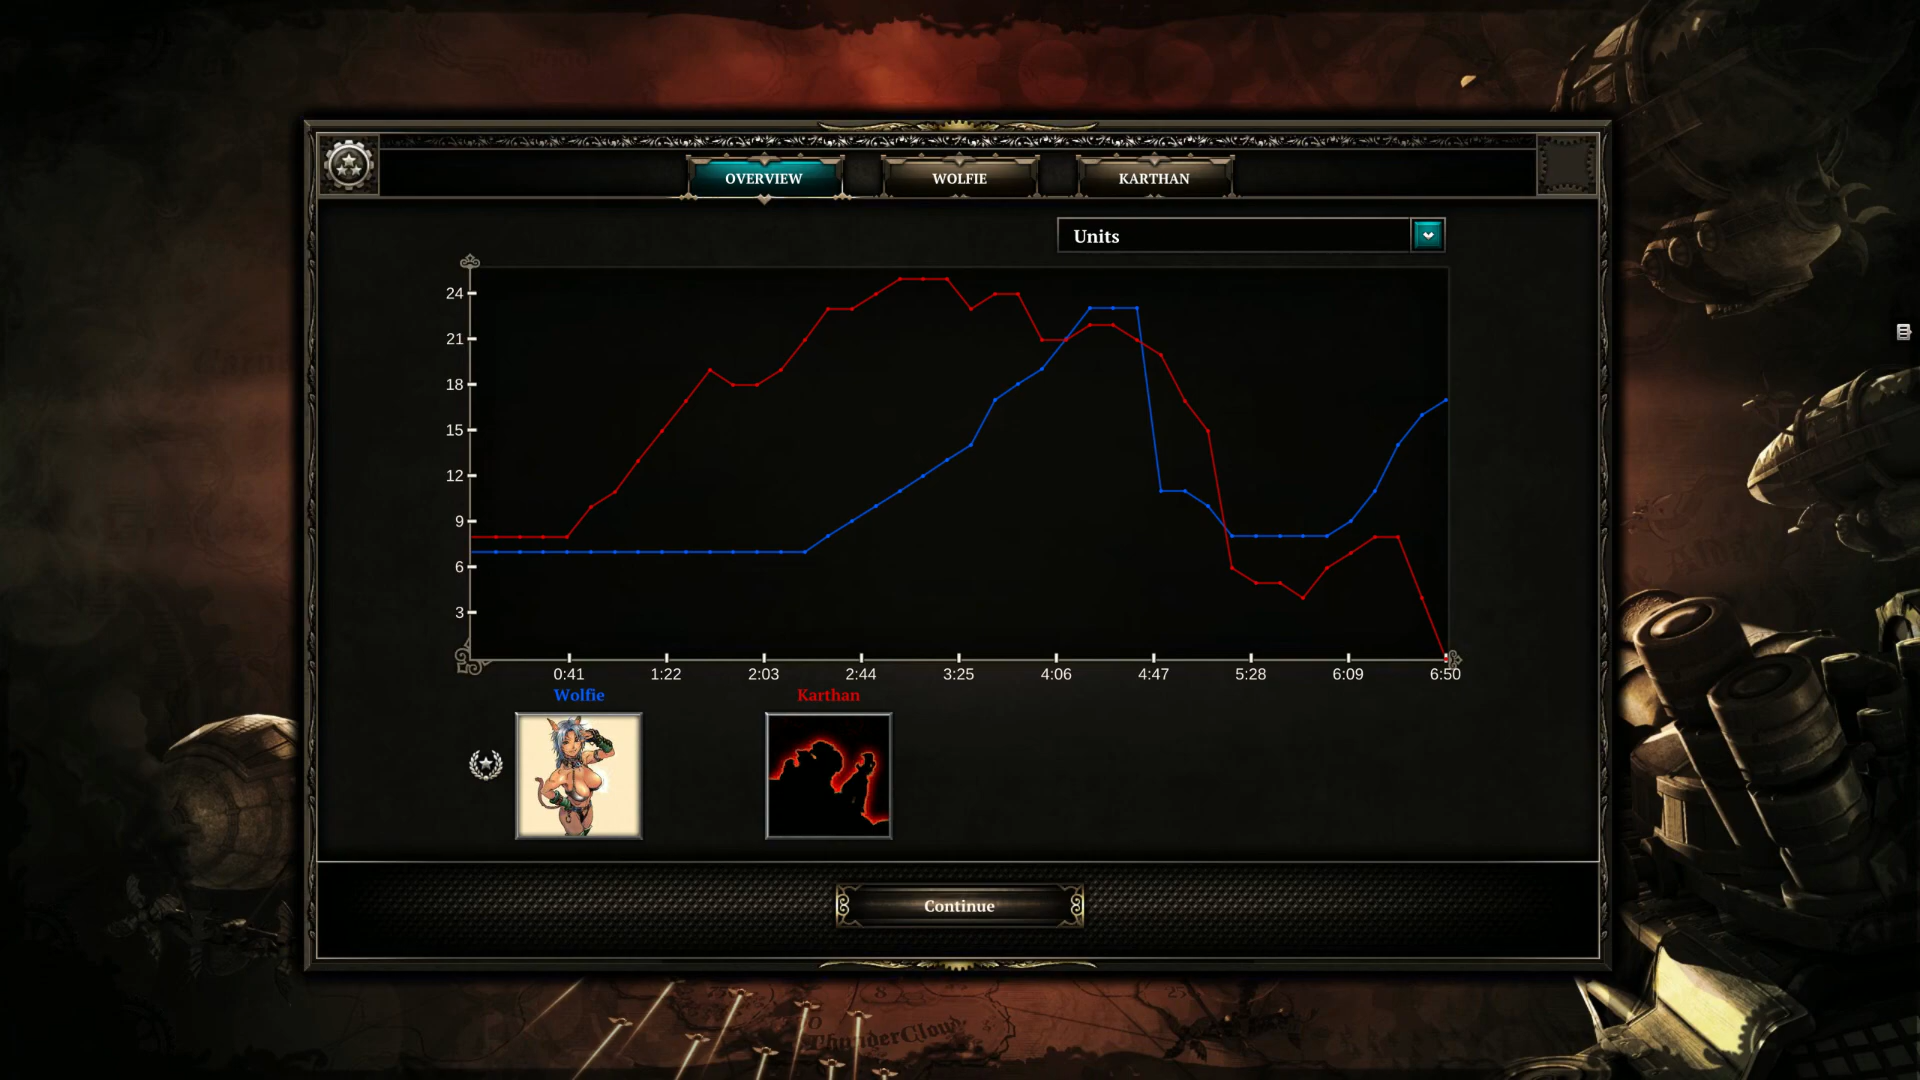 OVERVIEW WOLFIE KARTHAN
Units
24
21
18
15
12
9
6
3
0:41 1:22 2:03 2:44 3:25 4:06 4:47 5:28 6:09 6:50
Wolfie Karthan
Continue
ThunderCloud